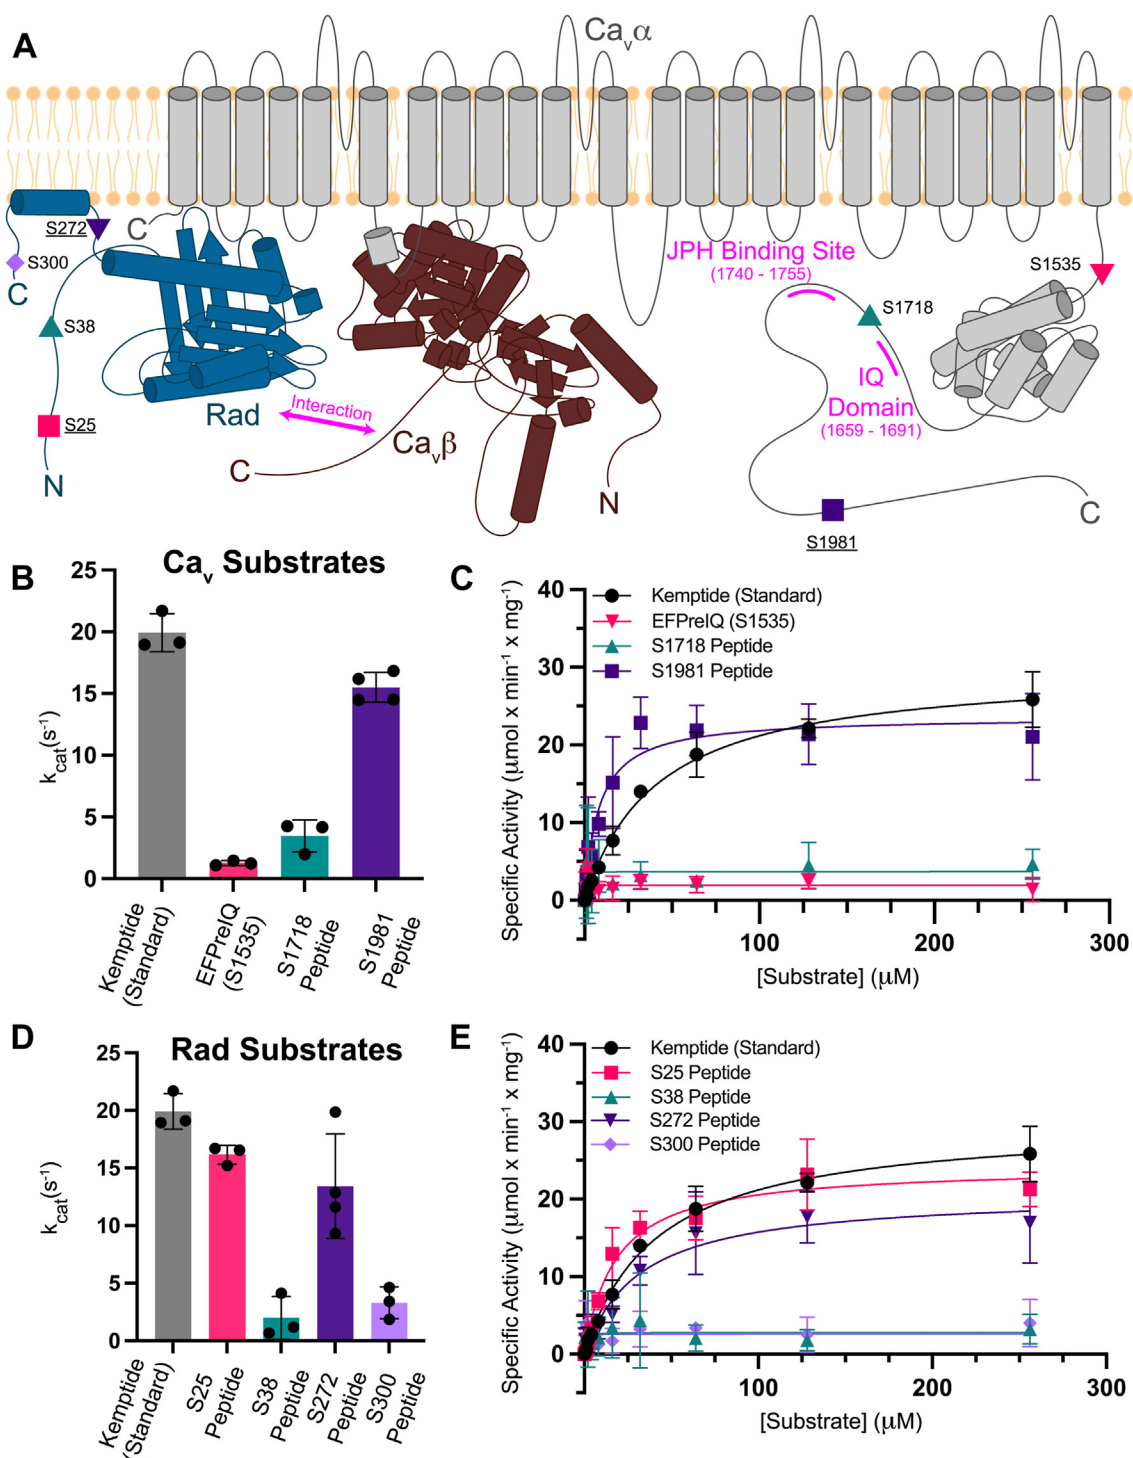 A
Caᵥα
S272
C
S300
C
S38
S25
N
Rad
Interaction
Caᵥβ
C
N
JPH Binding Site
(1740 - 1755)
S1535
S1718
IQ
Domain
(1659 - 1691)
C
S1981
B
Caᵥ Substrates
k_cat(s⁻¹)
25
20
15
10
5
0
Kemptide
(Standard)
EFPreIQ
(S1535)
S1718
Peptide
S1981
Peptide
C
Specific Activity (μmol x min⁻¹ x mg⁻¹)
40
30
20
10
0
Kemptide (Standard)
EFPreIQ (S1535)
S1718 Peptide
S1981 Peptide
100
200
300
[Substrate] (μM)
D
Rad Substrates
k_cat(s⁻¹)
25
20
15
10
5
0
Kemptide
(Standard)
S25
Peptide
S38
Peptide
S272
Peptide
S300
Peptide
E
Specific Activity (μmol x min⁻¹ x mg⁻¹)
40
30
20
10
0
Kemptide (Standard)
S25 Peptide
S38 Peptide
S272 Peptide
S300 Peptide
100
200
300
[Substrate] (μM)